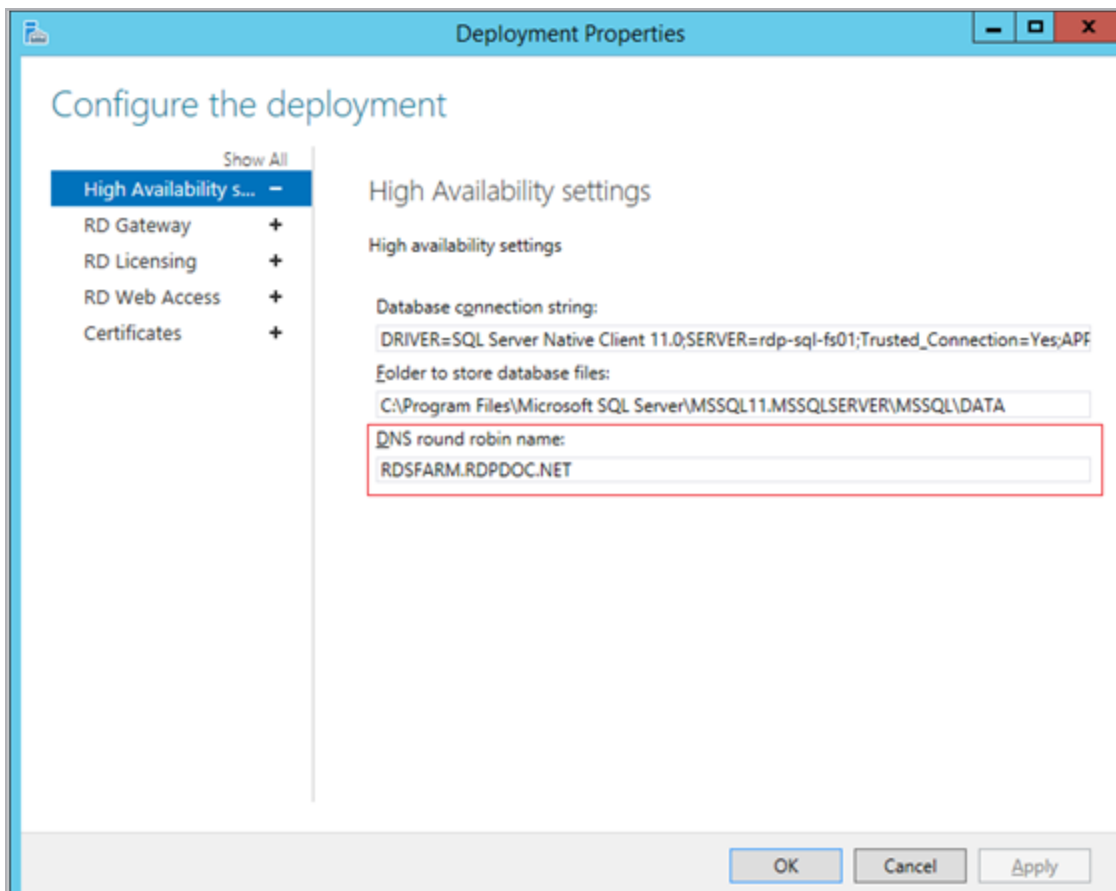 Deployment Properties
Configure the deployment
Show All
High Availability s...
RD Gateway
RD Licensing
RD Web Access
Certificates
High Availability settings
High availability settings
Database connection string:
DRIVER=SQL Server Native Client 11.0;SERVER=rdp-sql-fs01;Trusted_Connection=Yes;APP
Folder to store database files:
C:\Program Files\Microsoft SQL Server\MSSQL11.MSSQLSERVER\MSSQL\DATA
DNS round robin name:
RDSFARM.RDPDOC.NET
OK
Cancel
Apply